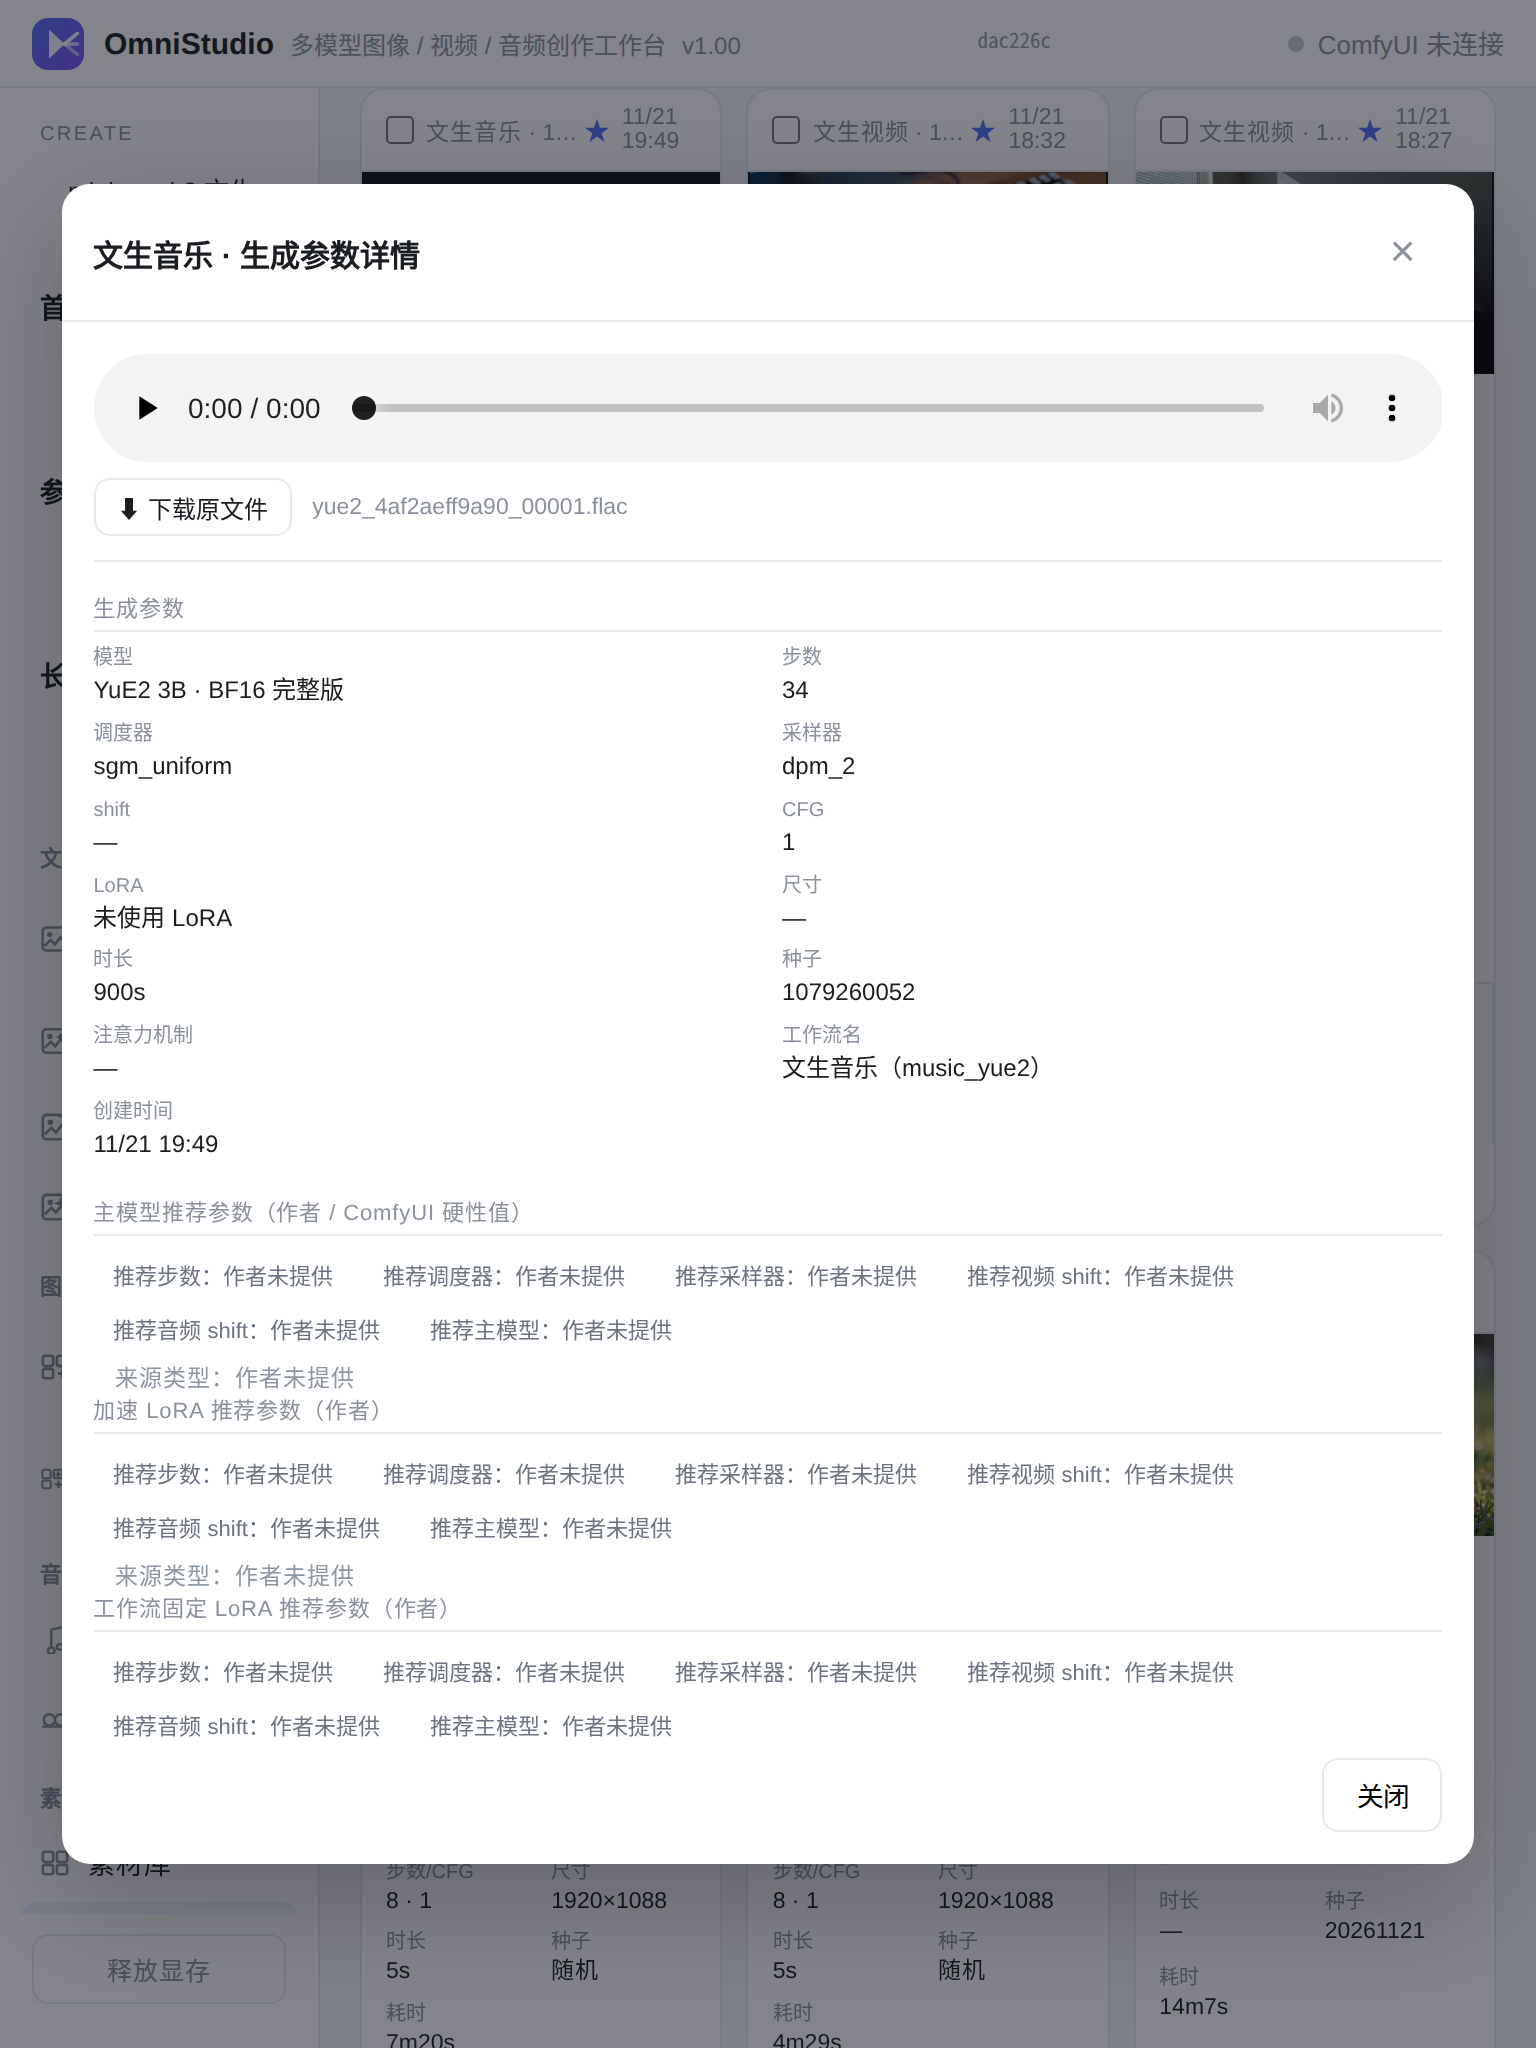 OmniStudio 多模型图像 / 视频 / 音频创作工作台 v1.00 dac226c ComfyUI 未连接
CREATE
文生音乐 · 1... ★ 11/21 19:49
文生视频 · 1... ★ 11/21 18:32
文生视频 · 1... ★ 11/21 18:27
文生音乐 · 生成参数详情
0:00 / 0:00
下载原文件 yue2_4af2aeff9a90_00001.flac
生成参数
模型 步数
YuE2 3B · BF16 完整版 34
调度器 采样器
sgm_uniform dpm_2
shift CFG
— 1
LoRA 尺寸
未使用 LoRA —
时长 种子
900s 1079260052
注意力机制 工作流名
— 文生音乐（music_yue2）
创建时间
11/21 19:49
主模型推荐参数（作者 / ComfyUI 硬性值）
推荐步数：作者未提供 推荐调度器：作者未提供 推荐采样器：作者未提供 推荐视频 shift：作者未提供
推荐音频 shift：作者未提供 推荐主模型：作者未提供
来源类型：作者未提供
加速 LoRA 推荐参数（作者）
推荐步数：作者未提供 推荐调度器：作者未提供 推荐采样器：作者未提供 推荐视频 shift：作者未提供
推荐音频 shift：作者未提供 推荐主模型：作者未提供
来源类型：作者未提供
工作流固定 LoRA 推荐参数（作者）
推荐步数：作者未提供 推荐调度器：作者未提供 推荐采样器：作者未提供 推荐视频 shift：作者未提供
推荐音频 shift：作者未提供 推荐主模型：作者未提供
关闭
首
参
长
文
图
音
素
素材库
释放显存
步数/CFG 尺寸
8 · 1 1920×1088
时长 种子
5s 随机
耗时
7m20s
步数/CFG 尺寸
8 · 1 1920×1088
时长 种子
5s 随机
耗时
4m29s
时长 种子
— 20261121
耗时
14m7s